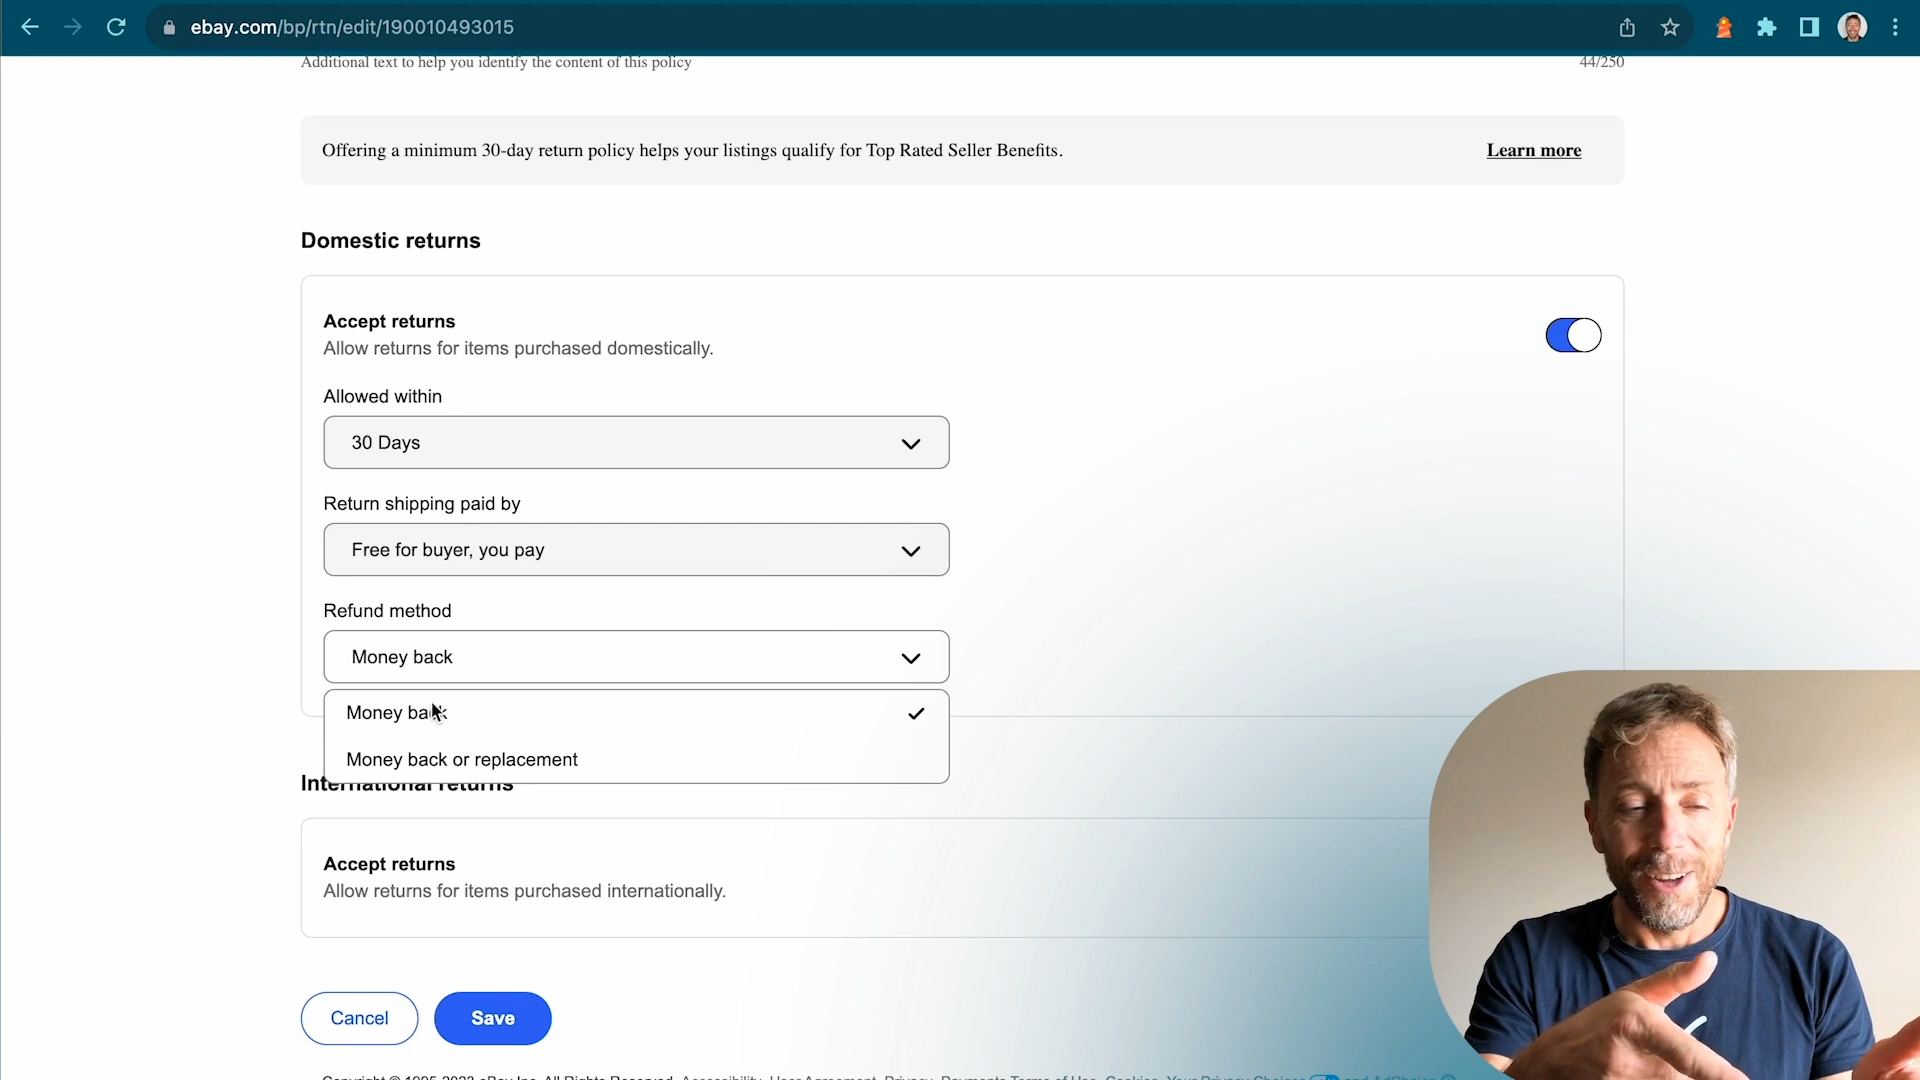 ebay.com/bp/rtn/edit/190010493015
Additional text to help you identify the content of this policy
44/250
Offering a minimum 30-day return policy helps your listings qualify for Top Rated Seller Benefits.
Learn more
Domestic returns
Accept returns
Allow returns for items purchased domestically.
Allowed within
30 Days
Return shipping paid by
Free for buyer, you pay
Refund method
Money back
Money back
Money back or replacement
International returns
Accept returns
Allow returns for items purchased internationally.
Cancel
Save